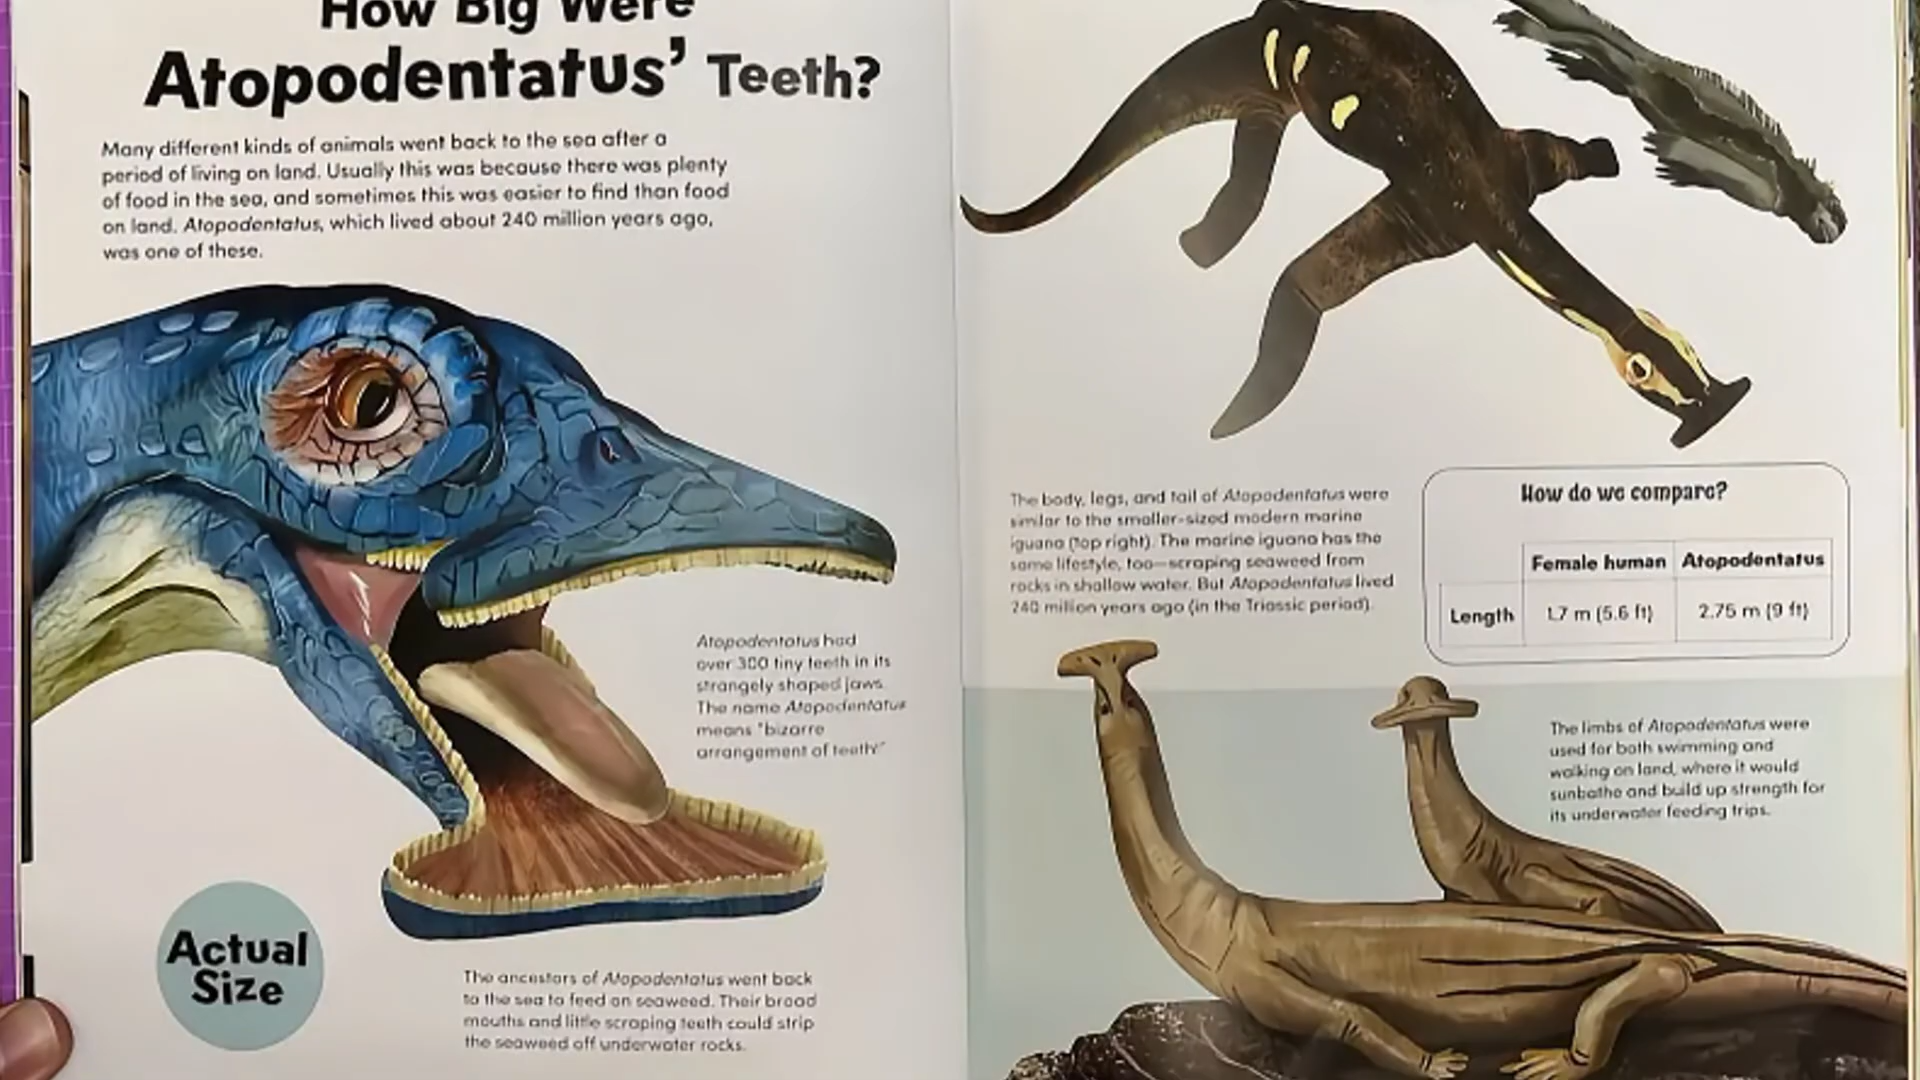 How Big Were
Atopodentatus' Teeth?
Many different kinds of animals went back to the sea after a
period of living on land. Usually this was because there was plenty
of food in the sea, and sometimes this was easier to find than food
on land. Atopodentatus, which lived about 240 million years ago,
was one of these.
Atopodentatus had
over 300 tiny teeth in its
strangely shaped jaws.
The name Atopodentatus
means "bizarre
arrangement of teeth."
Actual
Size
The ancestors of Atopodentatus went back
to the sea to feed on seaweed. Their broad
mouths and little scraping teeth could strip
the seaweed off underwater rocks.
The body, legs, and tail of Atopodentatus were
similar to the smaller-sized modern marine
iguana (top right). The marine iguana has the
same lifestyle, too—scraping seaweed from
rocks in shallow water. But Atopodentatus lived
240 million years ago (in the Triassic period).
How do we compare?
Female human Atopodentatus
Length 1.7 m (5.6 ft) 2.75 m (9 ft)
The limbs of Atopodentatus were
used for both swimming and
walking on land, where it would
sunbathe and build up strength for
its underwater feeding trips.